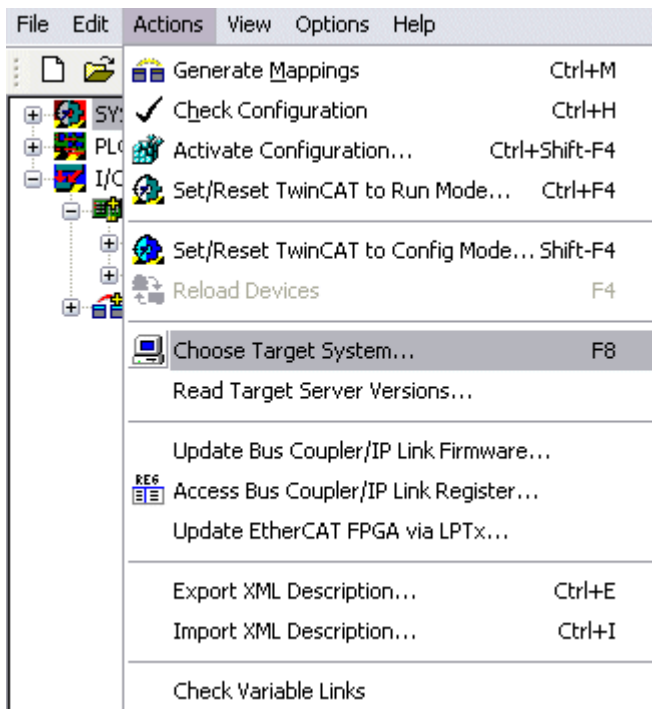 File Edit Actions View Options Help
Generate Mappings Ctrl+M
Check Configuration Ctrl+H
Activate Configuration... Ctrl+Shift-F4
Set/Reset TwinCAT to Run Mode... Ctrl+F4
Set/Reset TwinCAT to Config Mode... Shift-F4
Reload Devices F4
Choose Target System... F8
Read Target Server Versions...
Update Bus Coupler/IP Link Firmware...
REG Access Bus Coupler/IP Link Register...
Update EtherCAT FPGA via LPTx...
Export XML Description... Ctrl+E
Import XML Description... Ctrl+I
Check Variable Links